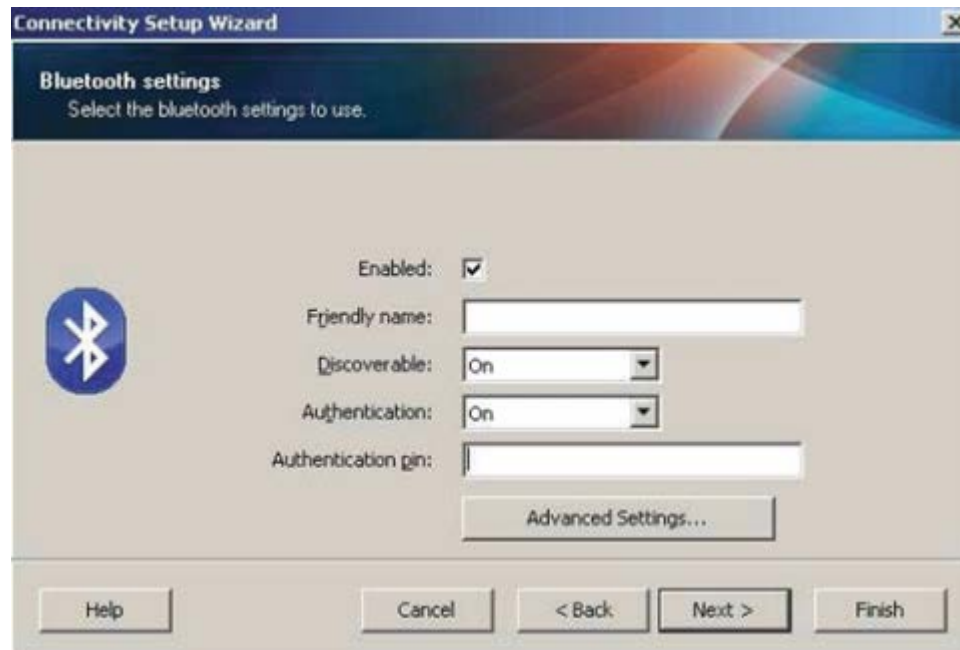 Connectivity Setup Wizard
Bluetooth settings
Select the bluetooth settings to use.
Enabled:
Friendly name:
Discoverable: On
Authentication: On
Authentication pin:
Advanced Settings...
Help Cancel < Back Next > Finish